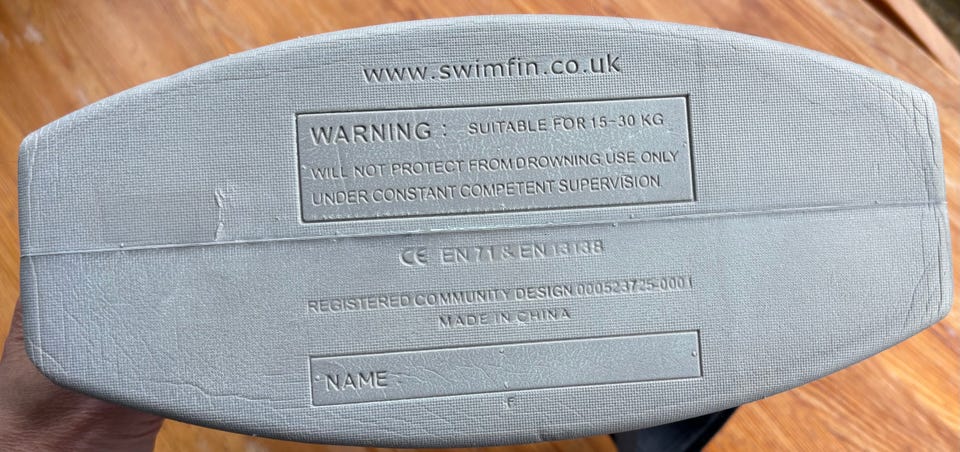 www.swimfin.co.uk
WARNING : SUITABLE FOR 15-30 KG
WILL NOT PROTECT FROM DROWNING. USE ONLY
UNDER CONSTANT COMPETENT SUPERVISION.
CE EN 71 & EN 13138
REGISTERED COMMUNITY DESIGN 000523725-0001
MADE IN CHINA
NAME :
F